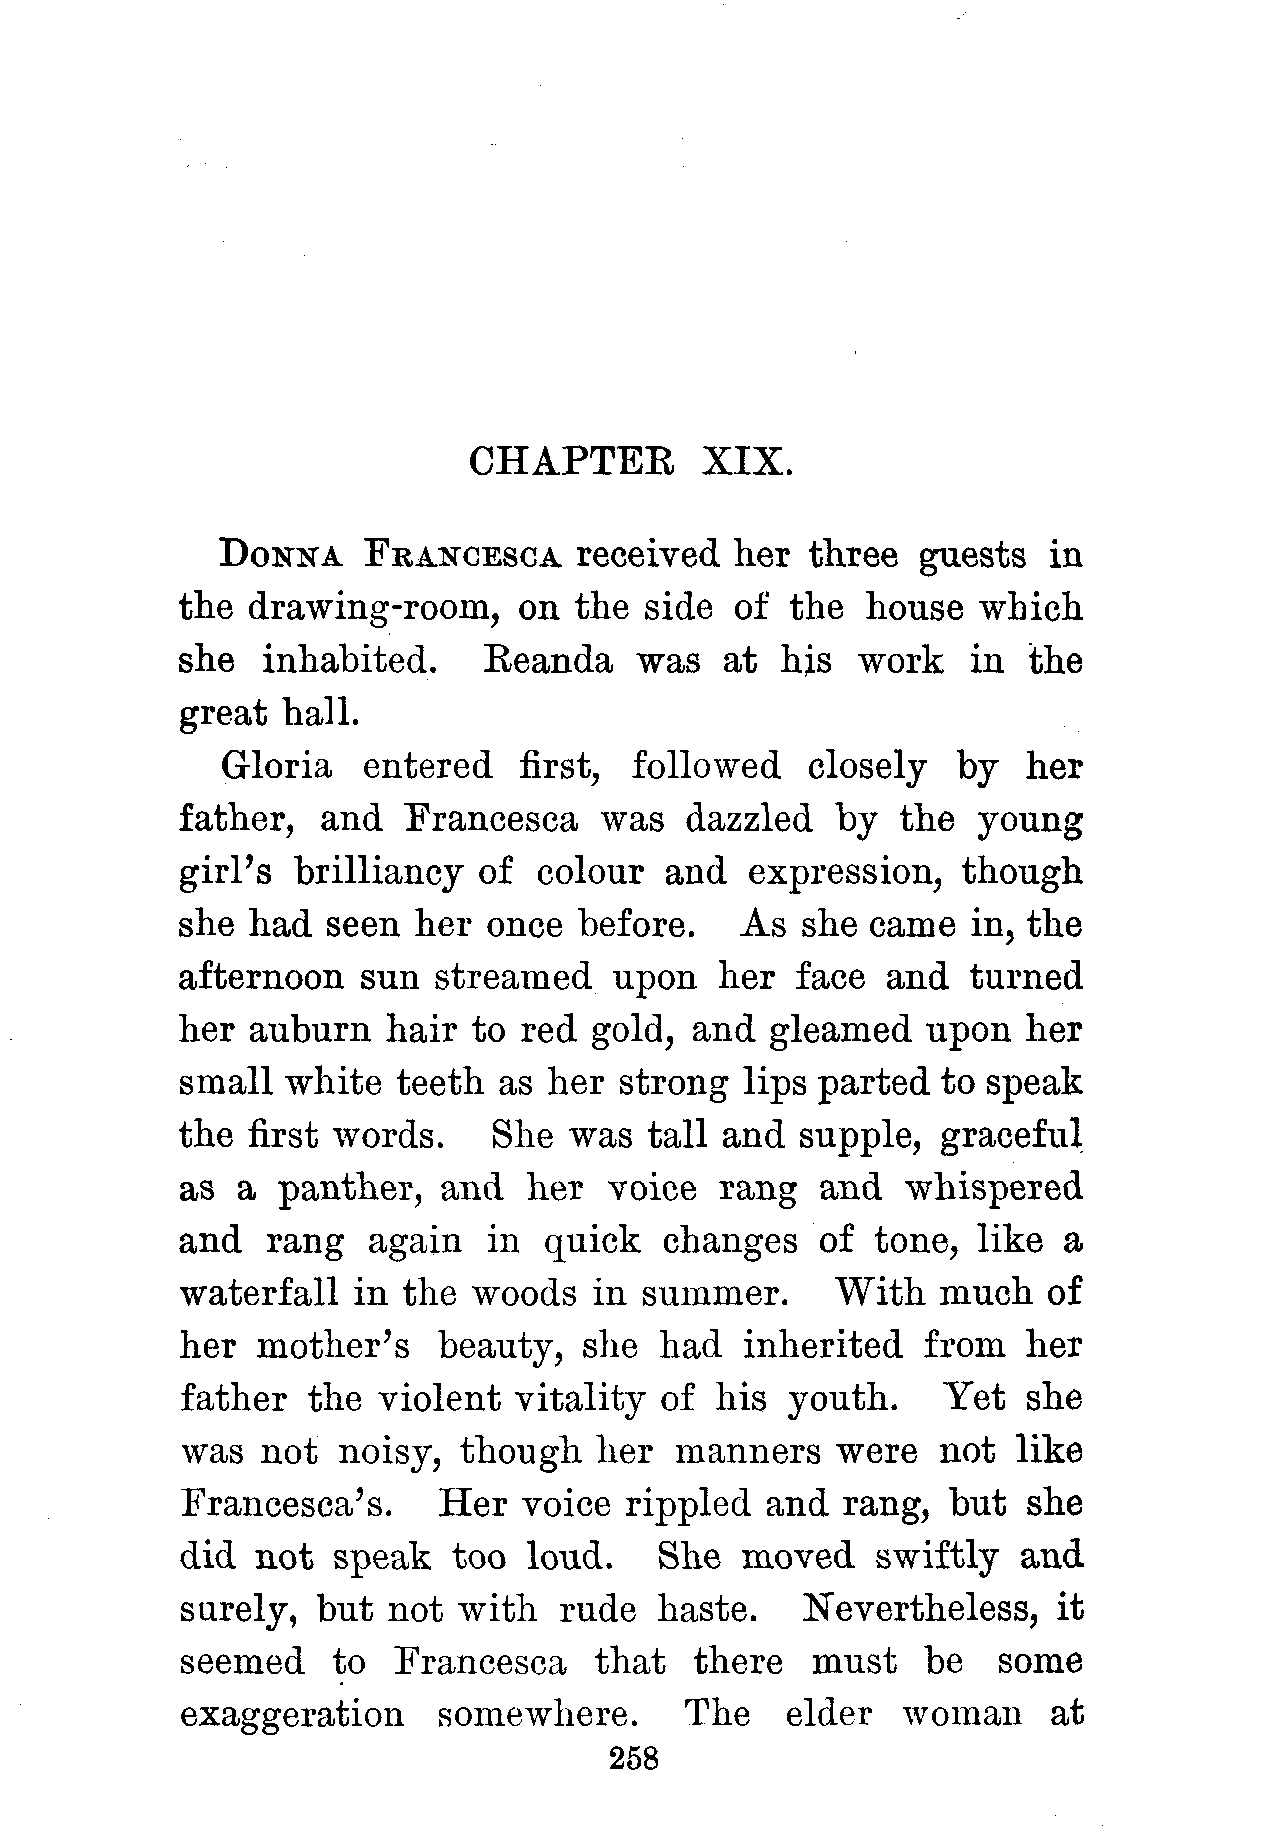 CHAPTER XIX.
DONNA FRANCESCA received her three guests in
the drawing-room, on the side of the house which
she inhabited. Reanda was at his work in the
great hall.
Gloria entered first, followed closely by her
father, and Francesca was dazzled by the young
girl's brilliancy of colour and expression, though
she had seen her once before. As she came in, the
afternoon sun streamed upon her face and turned
her auburn hair to red gold, and gleamed upon her
small white teeth as her strong lips parted to speak
the first words. She was tall and supple, graceful
as a panther, and her voice rang and whispered
and rang again in quick changes of tone, like a
waterfall in the woods in summer. With much of
her mother's beauty, she had inherited from her
father the violent vitality of his youth. Yet she
was not noisy, though her manners were not like
Francesca's. Her voice rippled and rang, but she
did not speak too loud. She moved swiftly and
surely, but not with rude haste. Nevertheless, it
seemed to Francesca that there must be some
exaggeration somewhere. The elder woman at
258